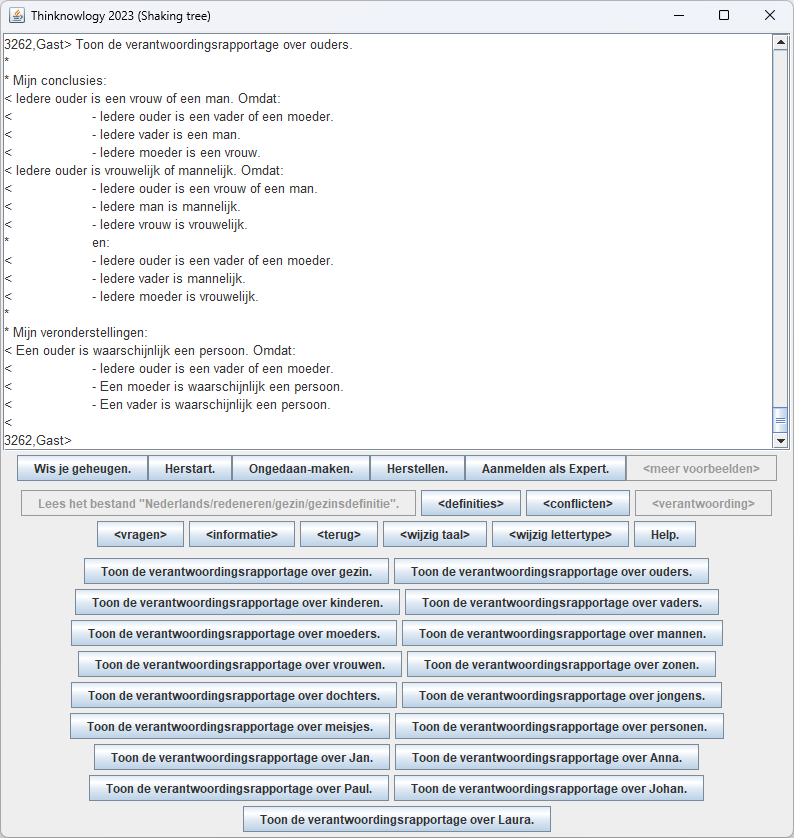 Thinknowlogy 2023 (Shaking tree)
3262,Gast> Toon de verantwoordingsrapportage over ouders.
*
* Mijn conclusies:
< Iedere ouder is een vrouw of een man. Omdat:
< - Iedere ouder is een vader of een moeder.
< - Iedere vader is een man.
< - Iedere moeder is een vrouw.
< Iedere ouder is vrouwelijk of mannelijk. Omdat:
< - Iedere ouder is een vrouw of een man.
< - Iedere man is mannelijk.
< - Iedere vrouw is vrouwelijk.
* en:
< - Iedere ouder is een vader of een moeder.
< - Iedere vader is mannelijk.
< - Iedere moeder is vrouwelijk.
*
* Mijn veronderstellingen:
< Een ouder is waarschijnlijk een persoon. Omdat:
< - Iedere ouder is een vader of een moeder.
< - Een moeder is waarschijnlijk een persoon.
< - Een vader is waarschijnlijk een persoon.
<
3262,Gast>
Wis je geheugen. Herstart. Ongedaan-maken. Herstellen. Aanmelden als Expert. <meer voorbeelden>
Lees het bestand "Nederlands/redeneren/gezin/gezinsdefinitie". <definities> <conflicten> <verantwoording>
<vragen> <informatie> <terug> <wijzig taal> <wijzig lettertype> Help.
Toon de verantwoordingsrapportage over gezin. Toon de verantwoordingsrapportage over ouders.
Toon de verantwoordingsrapportage over kinderen. Toon de verantwoordingsrapportage over vaders.
Toon de verantwoordingsrapportage over moeders. Toon de verantwoordingsrapportage over mannen.
Toon de verantwoordingsrapportage over vrouwen. Toon de verantwoordingsrapportage over zonen.
Toon de verantwoordingsrapportage over dochters. Toon de verantwoordingsrapportage over jongens.
Toon de verantwoordingsrapportage over meisjes. Toon de verantwoordingsrapportage over personen.
Toon de verantwoordingsrapportage over Jan. Toon de verantwoordingsrapportage over Anna.
Toon de verantwoordingsrapportage over Paul. Toon de verantwoordingsrapportage over Johan.
Toon de verantwoordingsrapportage over Laura.